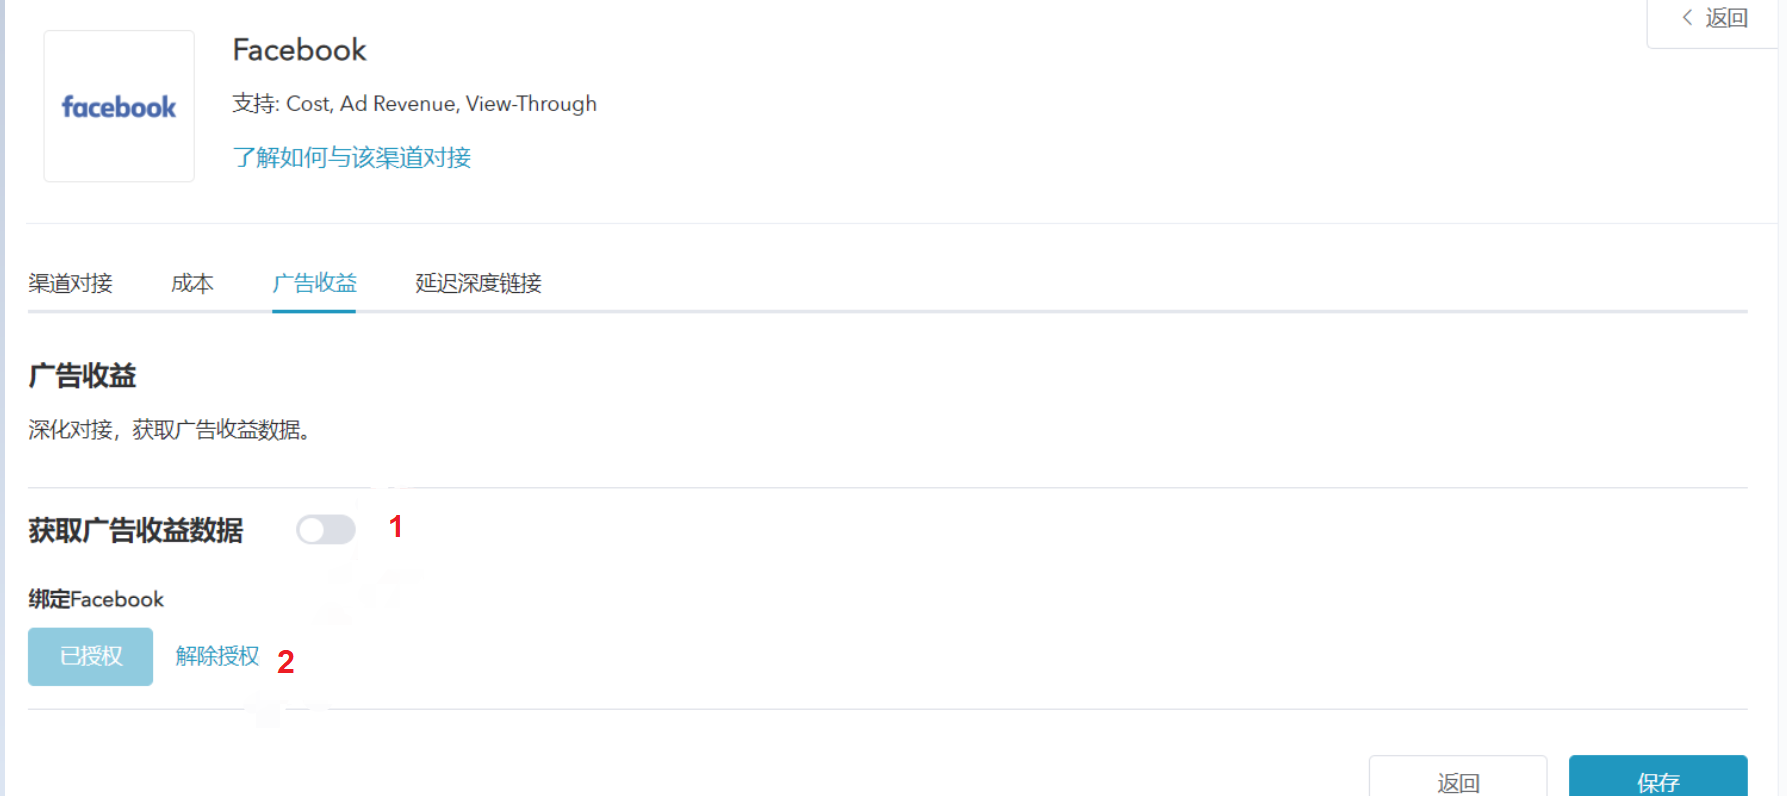 返回
facebook
Facebook
支持: Cost, Ad Revenue, View-Through
了解如何与该渠道对接
渠道对接 成本 广告收益 延迟深度链接
广告收益
深化对接，获取广告收益数据。
获取广告收益数据 1
绑定Facebook
已授权 解除授权 2
返回 保存